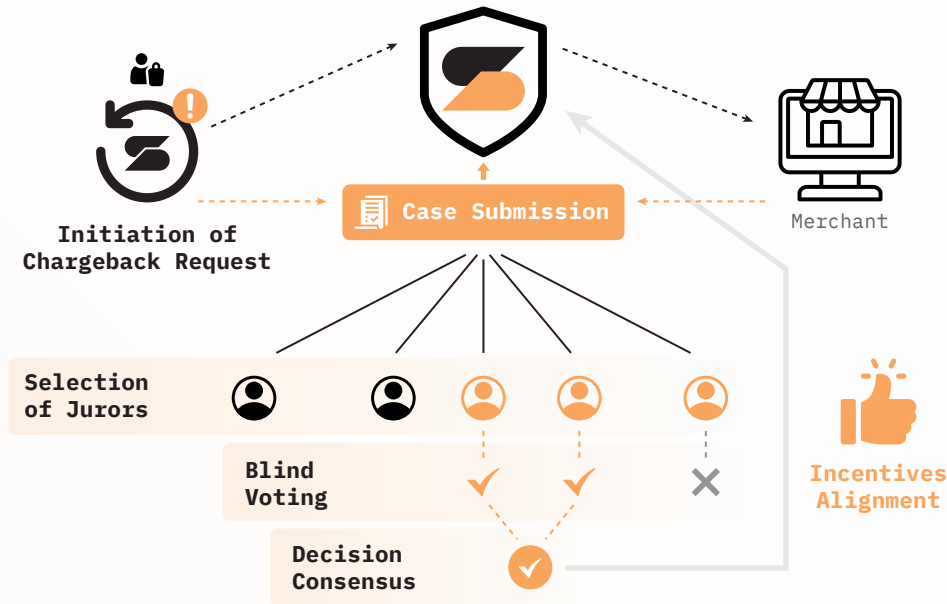 Case Submission
Initiation of
Chargeback Request
Merchant
Selection
of Jurors
Blind
Voting
Incentives
Alignment
Decision
Consensus